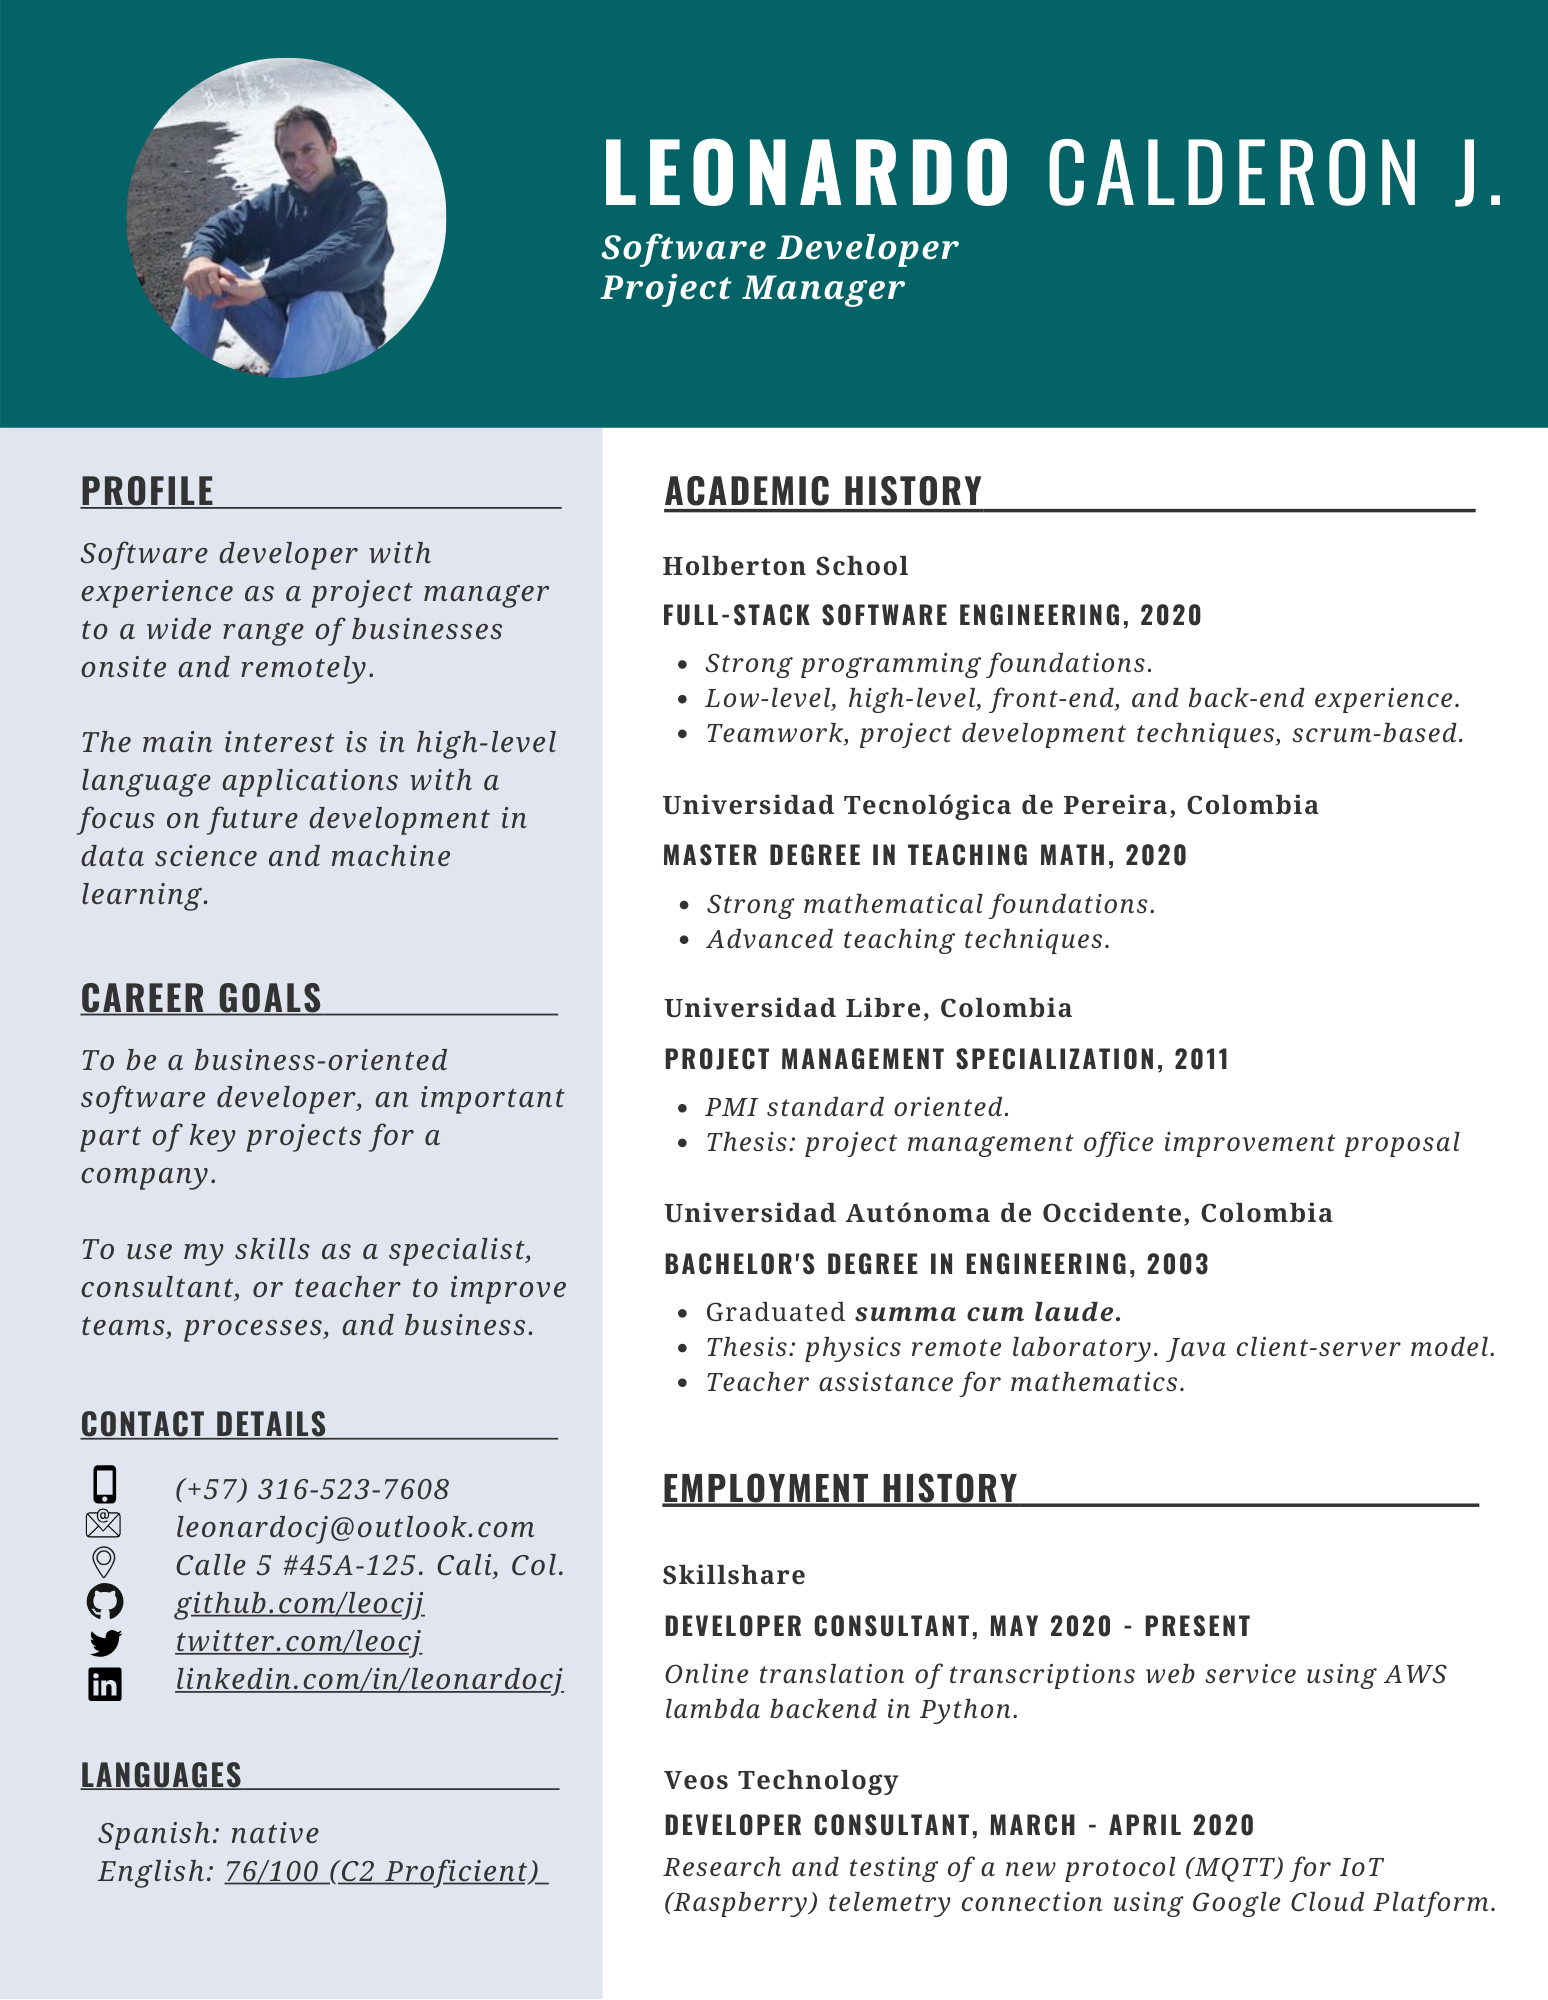 LEONARDO CALDERON J.
Software Developer
Project Manager
PROFILE
Software developer with
experience as a project manager
to a wide range of businesses
onsite and remotely.
The main interest is in high-level
language applications with a
focus on future development in
data science and machine
learning.
CAREER GOALS
To be a business-oriented
software developer, an important
part of key projects for a
company.
To use my skills as a specialist,
consultant, or teacher to improve
teams, processes, and business.
CONTACT DETAILS
(+57) 316-523-7608
leonardocj@outlook.com
Calle 5 #45A-125. Cali, Col.
github.com/leocjj
twitter.com/leocj
linkedin.com/in/leonardocj
LANGUAGES
Spanish: native
English: 76/100 (C2 Proficient)
ACADEMIC HISTORY
Holberton School
FULL-STACK SOFTWARE ENGINEERING, 2020
• Strong programming foundations.
• Low-level, high-level, front-end, and back-end experience.
• Teamwork, project development techniques, scrum-based.
Universidad Tecnológica de Pereira, Colombia
MASTER DEGREE IN TEACHING MATH, 2020
• Strong mathematical foundations.
• Advanced teaching techniques.
Universidad Libre, Colombia
PROJECT MANAGEMENT SPECIALIZATION, 2011
• PMI standard oriented.
• Thesis: project management office improvement proposal
Universidad Autónoma de Occidente, Colombia
BACHELOR'S DEGREE IN ENGINEERING, 2003
• Graduated summa cum laude.
• Thesis: physics remote laboratory. Java client-server model.
• Teacher assistance for mathematics.
EMPLOYMENT HISTORY
Skillshare
DEVELOPER CONSULTANT, MAY 2020 - PRESENT
Online translation of transcriptions web service using AWS
lambda backend in Python.
Veos Technology
DEVELOPER CONSULTANT, MARCH - APRIL 2020
Research and testing of a new protocol (MQTT) for IoT
(Raspberry) telemetry connection using Google Cloud Platform.